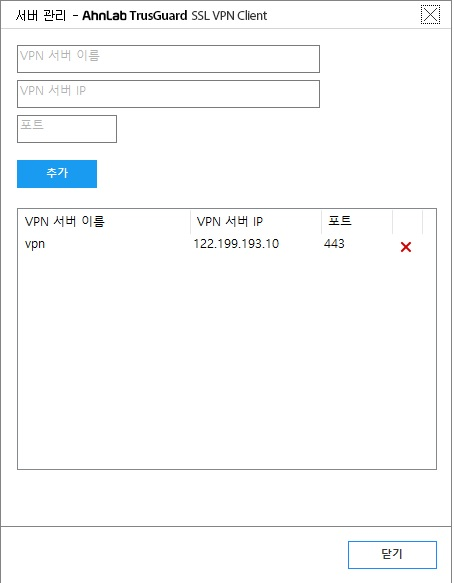 서버 관리 - AhnLab TrusGuard SSL VPN Client
VPN 서버 이름
VPN 서버 IP
포트
추가
VPN 서버 이름 VPN 서버 IP 포트
vpn 122.199.193.10 443
닫기